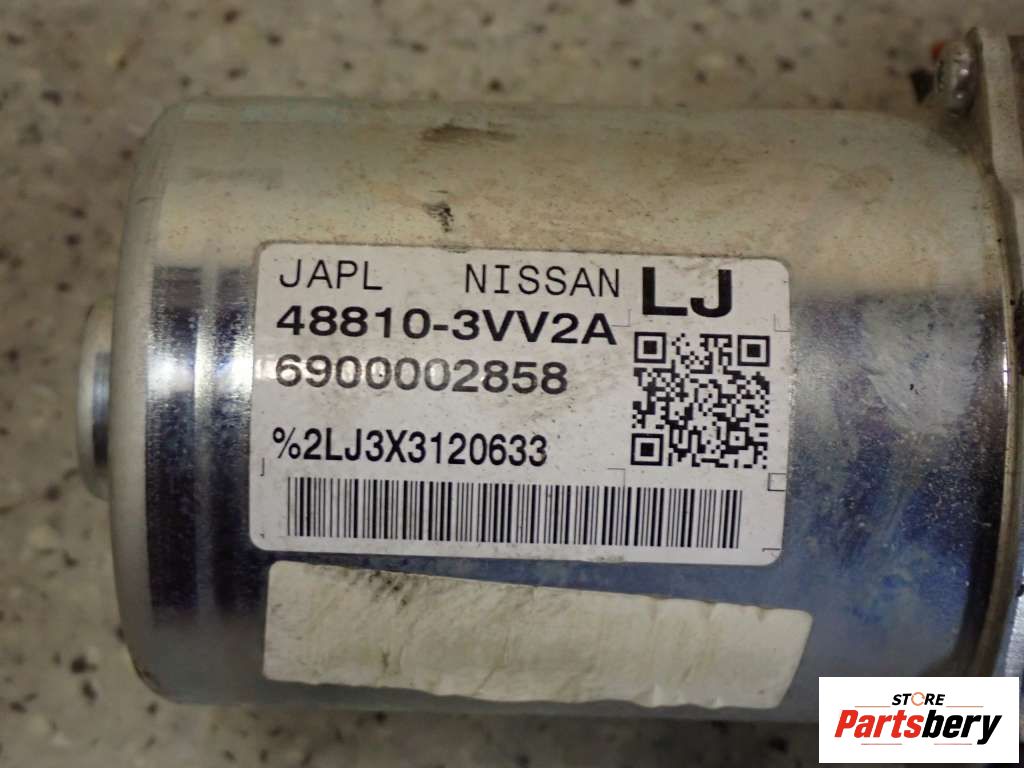 JAPL NISSAN LJ
48810-3VV2A
6900002858
%2LJ3X3120633
STORE
Partsbery